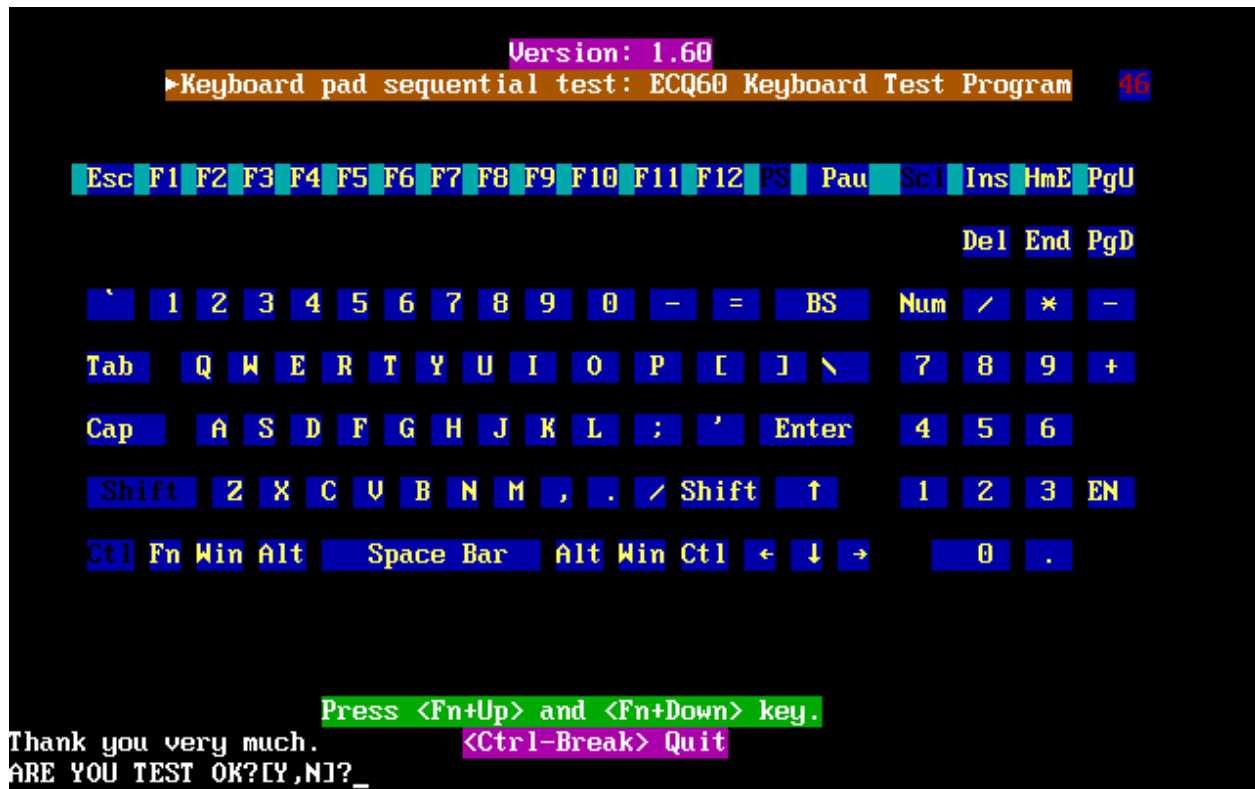 Version: 1.60
►Keyboard pad sequential test: ECQ60 Keyboard Test Program 46
Esc F1 F2 F3 F4 F5 F6 F7 F8 F9 F10 F11 F12 PS Pau Scl Ins HmE PgU
Del End PgD
` 1 2 3 4 5 6 7 8 9 0 - = BS Num / * -
Tab Q W E R T Y U I O P [ ] \ 7 8 9 +
Cap A S D F G H J K L ; ' Enter 4 5 6
Shift Z X C V B N M , . / Shift ↑ 1 2 3 EN
Ctl Fn Win Alt Space Bar Alt Win Ctl ← ↓ → 0 .
Press <Fn+Up> and <Fn+Down> key.
Thank you very much. <Ctrl-Break> Quit
ARE YOU TEST OK?[Y,N]?_